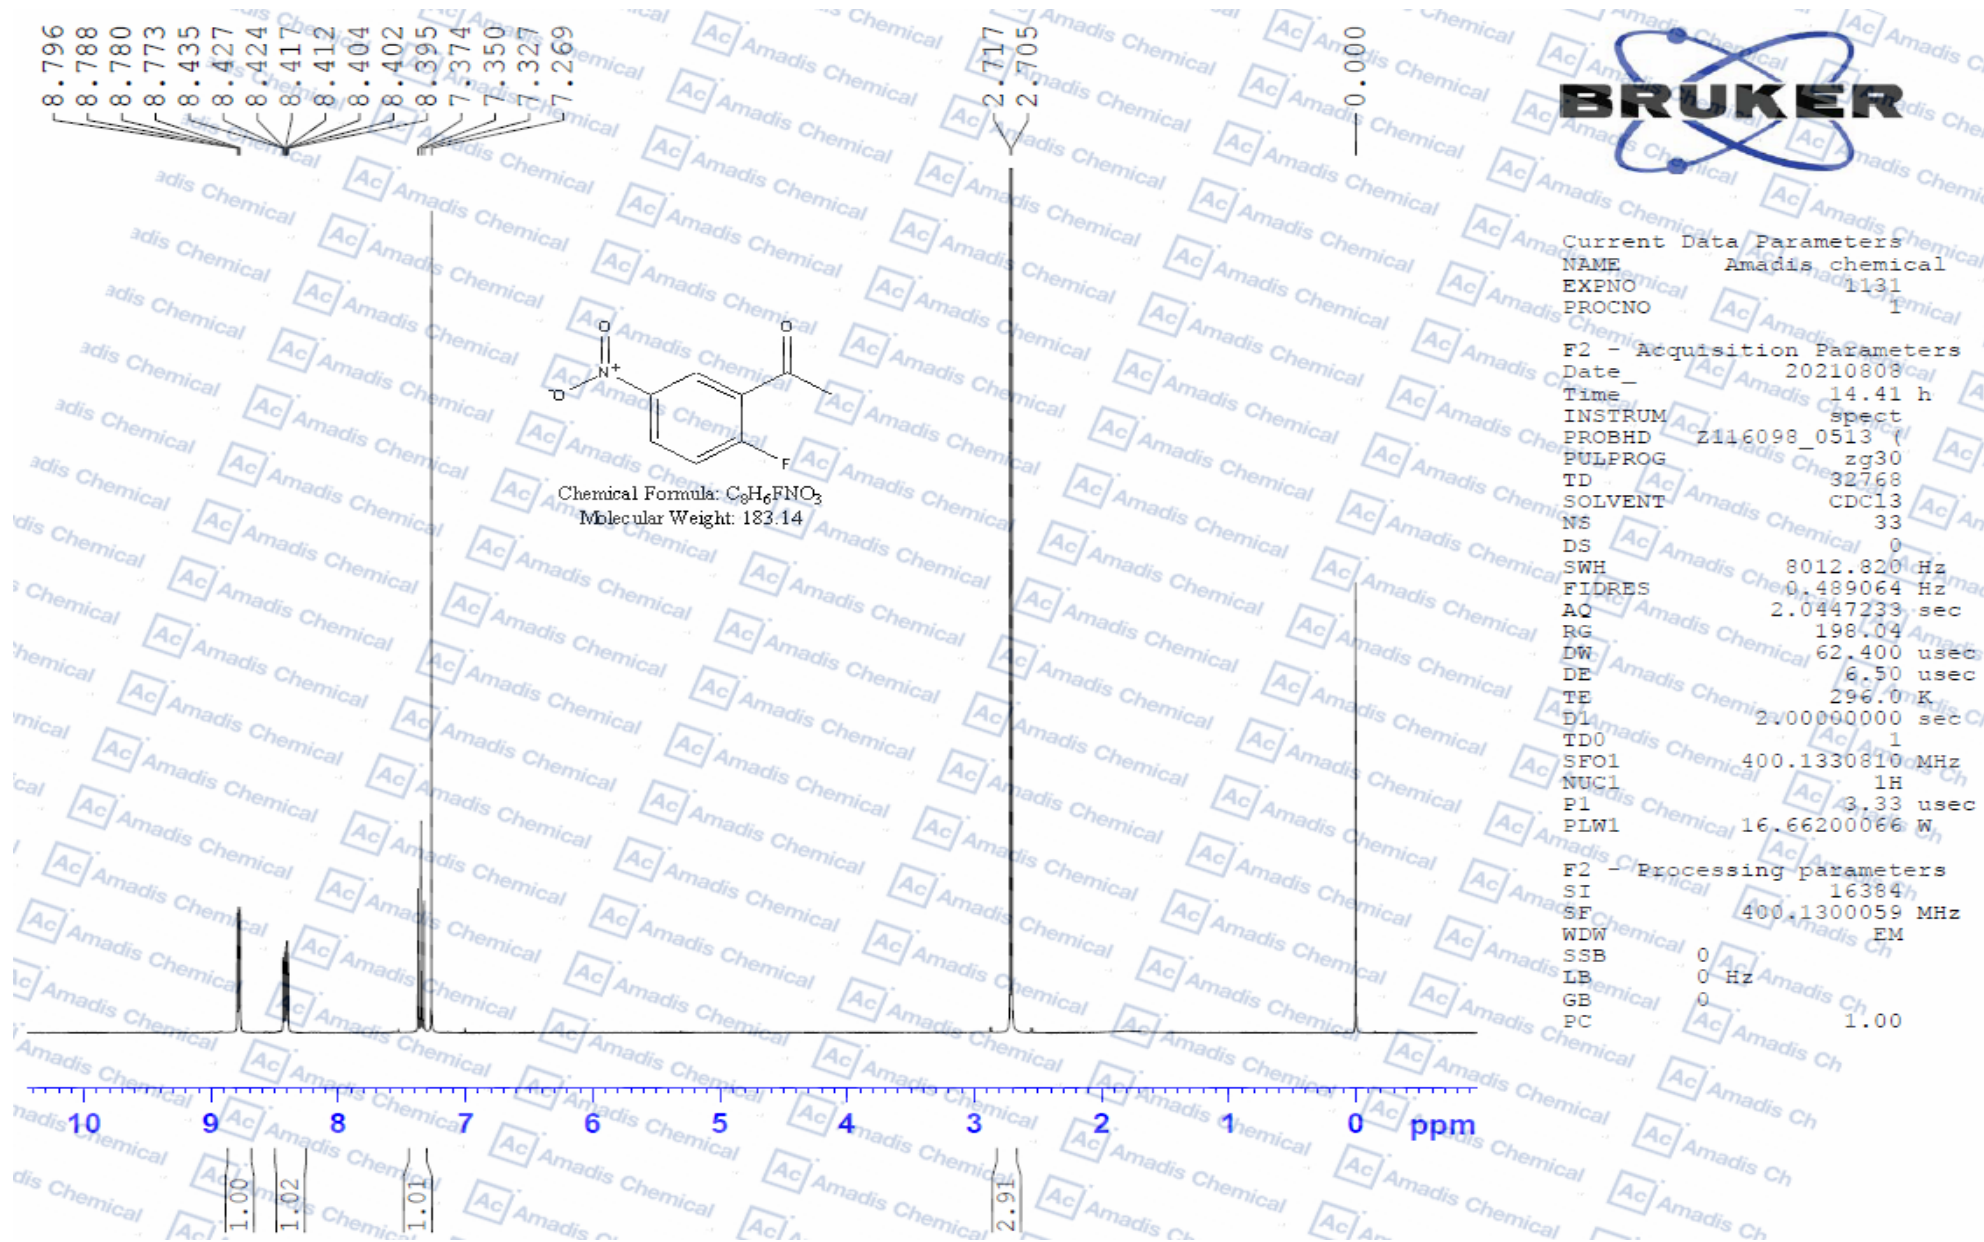 8.796
8.788
8.780
8.773
8.435
8.427
8.424
8.417
8.412
8.404
8.402
8.395
7.374
7.350
7.327
7.269
2.717
2.705
0.000
BRUKER
Current Data Parameters
NAME Amadis chemical
EXPNO 1131
PROCNO 1
F2 - Acquisition Parameters
Date_ 20210808
Time 14.41 h
INSTRUM spect
PROBHD Z116098_0513 (
PULPROG zg30
TD 32768
SOLVENT CDCl3
NS 33
DS 0
SWH 8012.820 Hz
FIDRES 0.489064 Hz
AQ 2.0447233 sec
RG 198.04
DW 62.400 usec
DE 6.50 usec
TE 296.0 K
D1 2.00000000 sec
TD0 1
SFO1 400.1330810 MHz
NUC1 1H
P1 3.33 usec
PLW1 16.66200066 W
F2 - Processing parameters
SI 16384
SF 400.1300059 MHz
WDW EM
SSB 0
LB 0 Hz
GB 0
PC 1.00
O
O
N+
-O
F
Chemical Formula: C8H6FNO3
Molecular Weight: 183.14
10 9 8 7 6 5 4 3 2 1 0 ppm
1.00
1.02
1.01
2.91
Ac Amadis Chemical